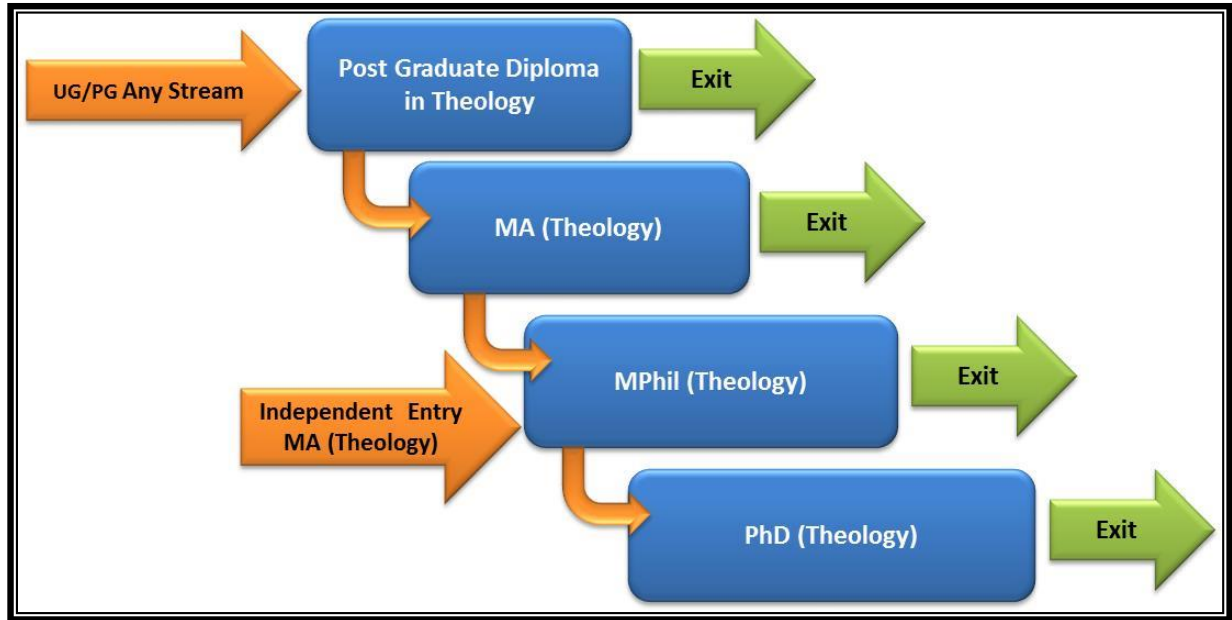 UG/PG Any Stream
Post Graduate Diploma
in Theology
Exit
MA (Theology)
Exit
Independent Entry
MA (Theology)
MPhil (Theology)
Exit
PhD (Theology)
Exit